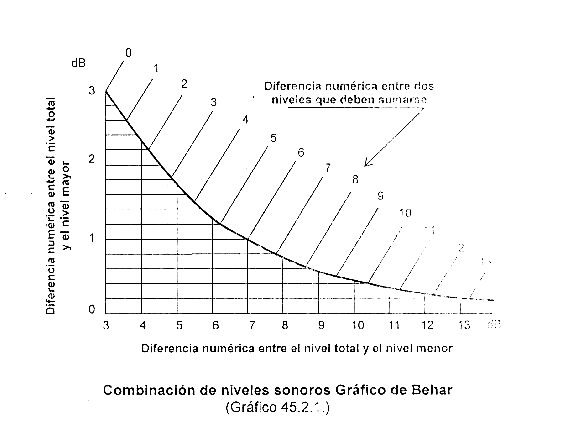 dB
0
1
2
3
4
5
6
7
8
9
10
11
Diferencia numérica entre dos
niveles que deben sumarse
Diferencia numérica entre el nivel total
y el nivel mayor
3
2
1
0
3 4 5 6 7 8 9 10 11 12 13 dB
Diferencia numérica entre el nivel total y el nivel menor
Combinación de niveles sonoros Gráfico de Behar
(Gráfico 45.2.1.)